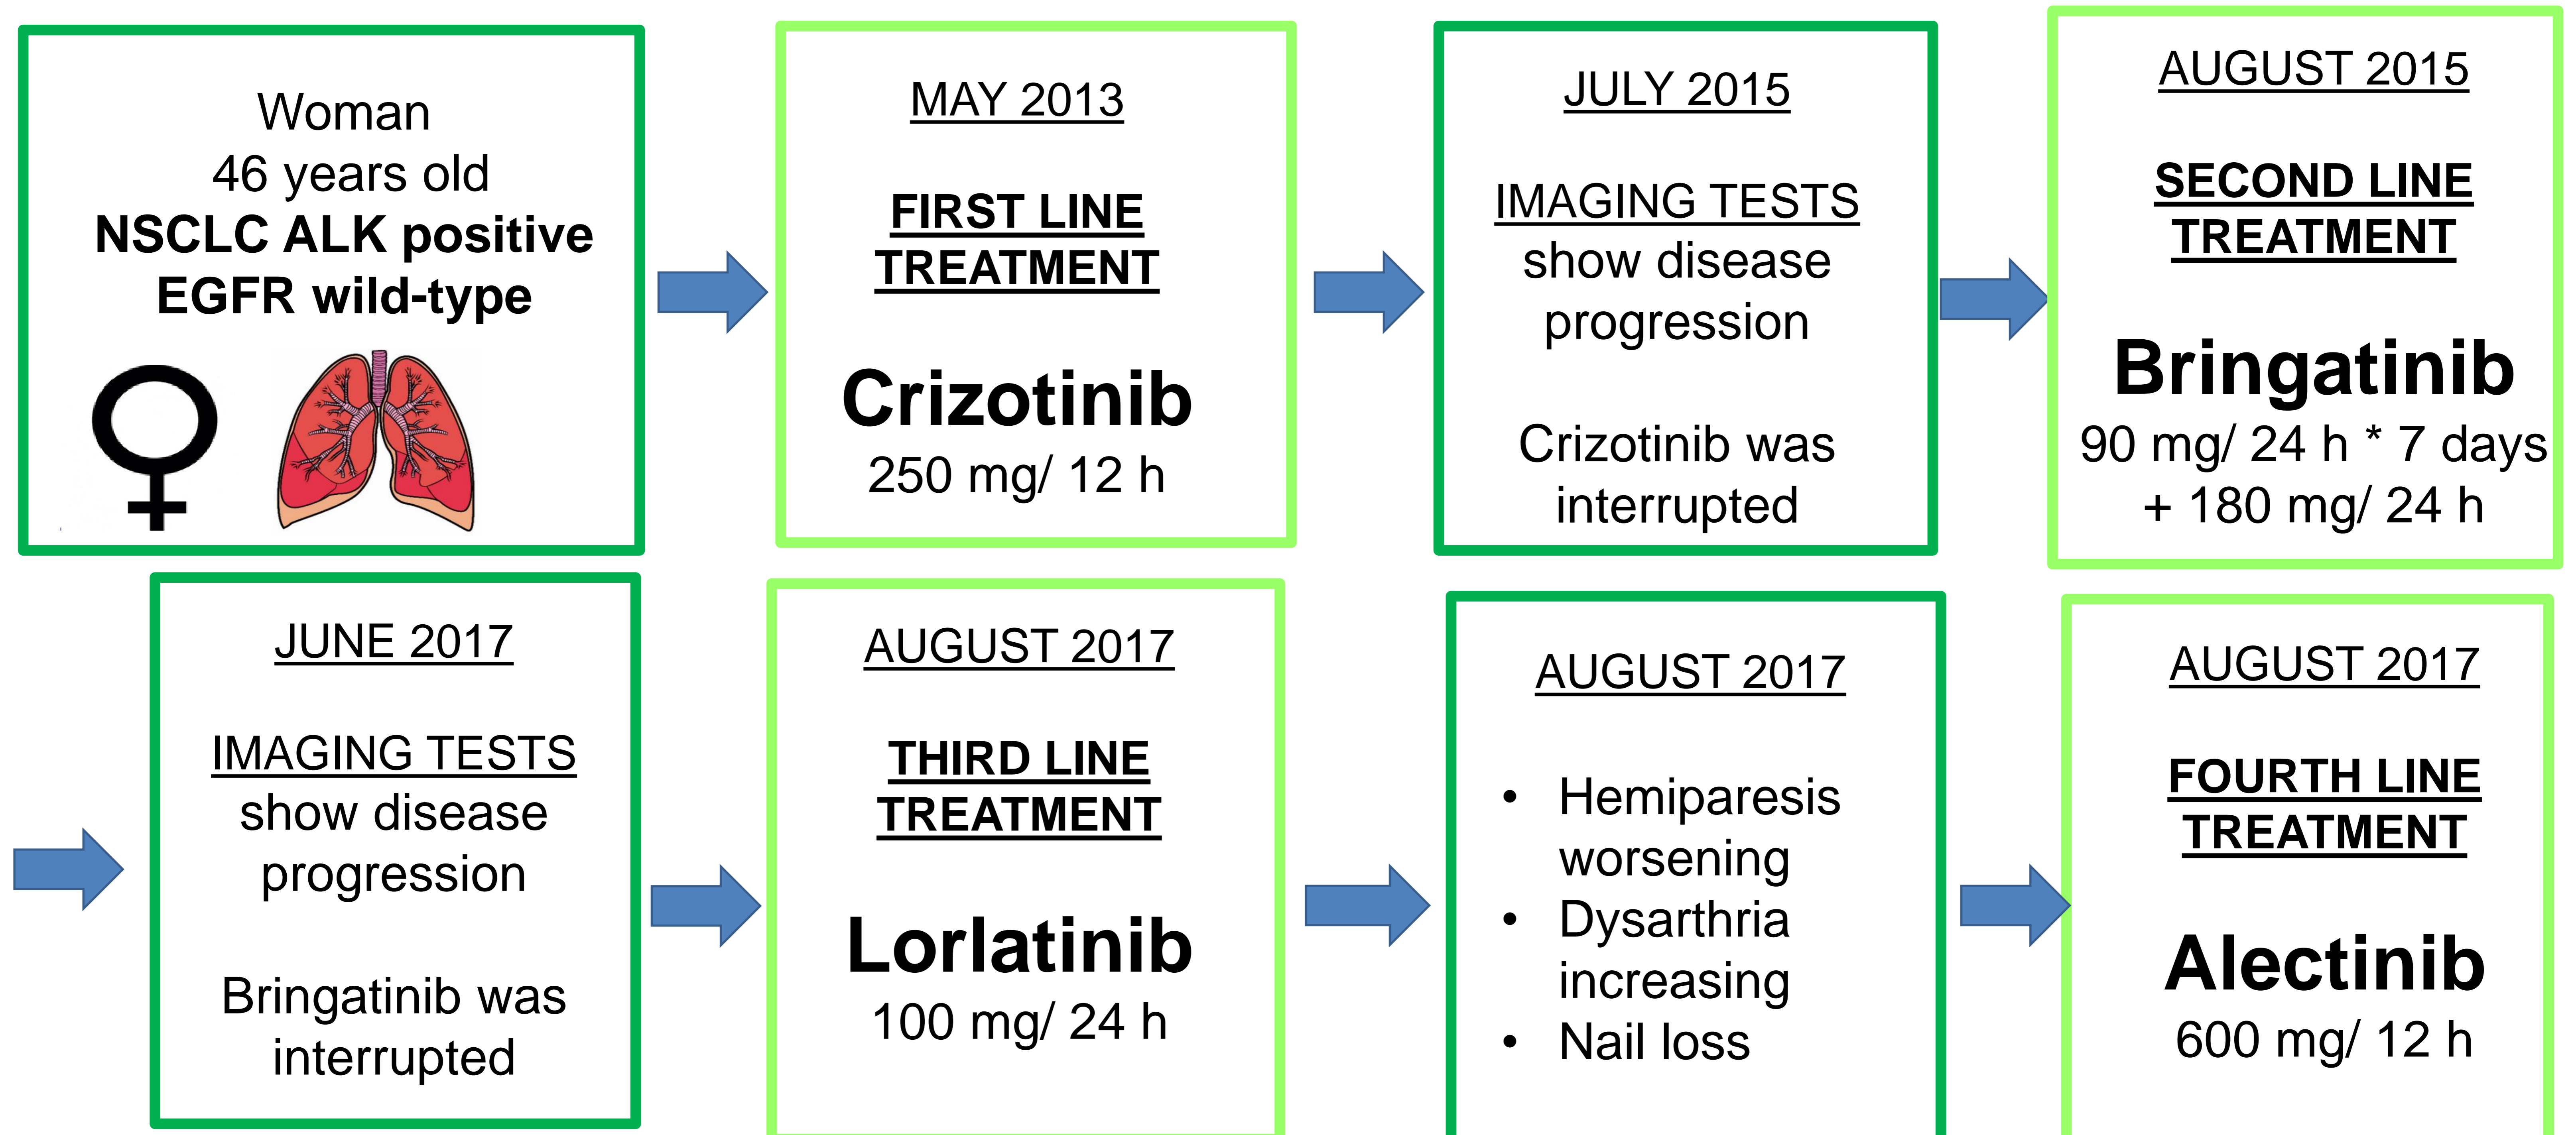 Woman
46 years old
NSCLC ALK positive
EGFR wild-type
MAY 2013
FIRST LINE
TREATMENT
Crizotinib
250 mg/ 12 h
JULY 2015
IMAGING TESTS
show disease
progression
Crizotinib was
interrupted
AUGUST 2015
SECOND LINE
TREATMENT
Bringatinib
90 mg/ 24 h * 7 days
+ 180 mg/ 24 h
JUNE 2017
IMAGING TESTS
show disease
progression
Bringatinib was
interrupted
AUGUST 2017
THIRD LINE
TREATMENT
Lorlatinib
100 mg/ 24 h
AUGUST 2017
• Hemiparesis
worsening
• Dysarthria
increasing
• Nail loss
AUGUST 2017
FOURTH LINE
TREATMENT
Alectinib
600 mg/ 12 h